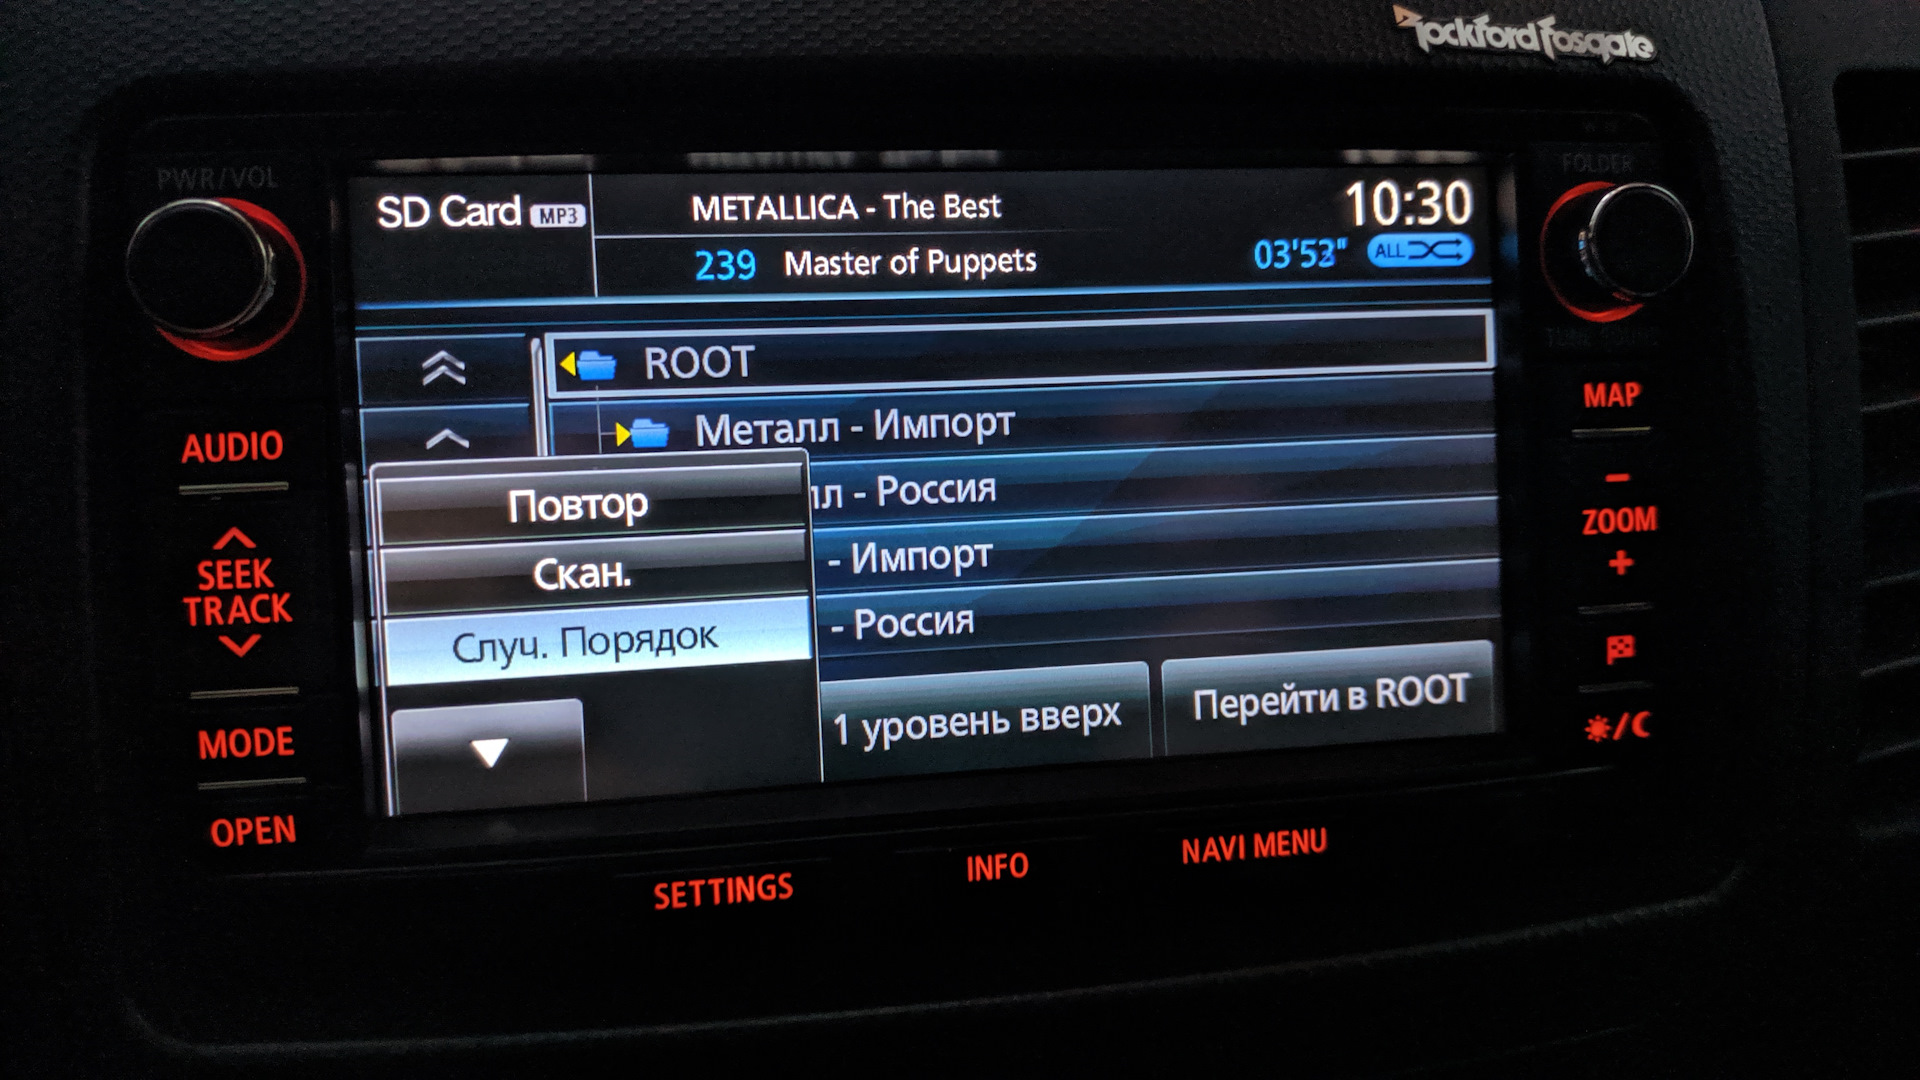 Rockford Fosgate
PWR/VOL
FOLDER
SD Card MP3
METALLICA - The Best
10:30
239 Master of Puppets
03'53" ALL
ROOT
Металл - Импорт
лл - Россия
- Импорт
- Россия
Повтор
Скан.
Случ. Порядок
1 уровень вверх
Перейти в ROOT
AUDIO
SEEK
TRACK
MODE
OPEN
MAP
-
ZOOM
+
SETTINGS
INFO
NAVI MENU